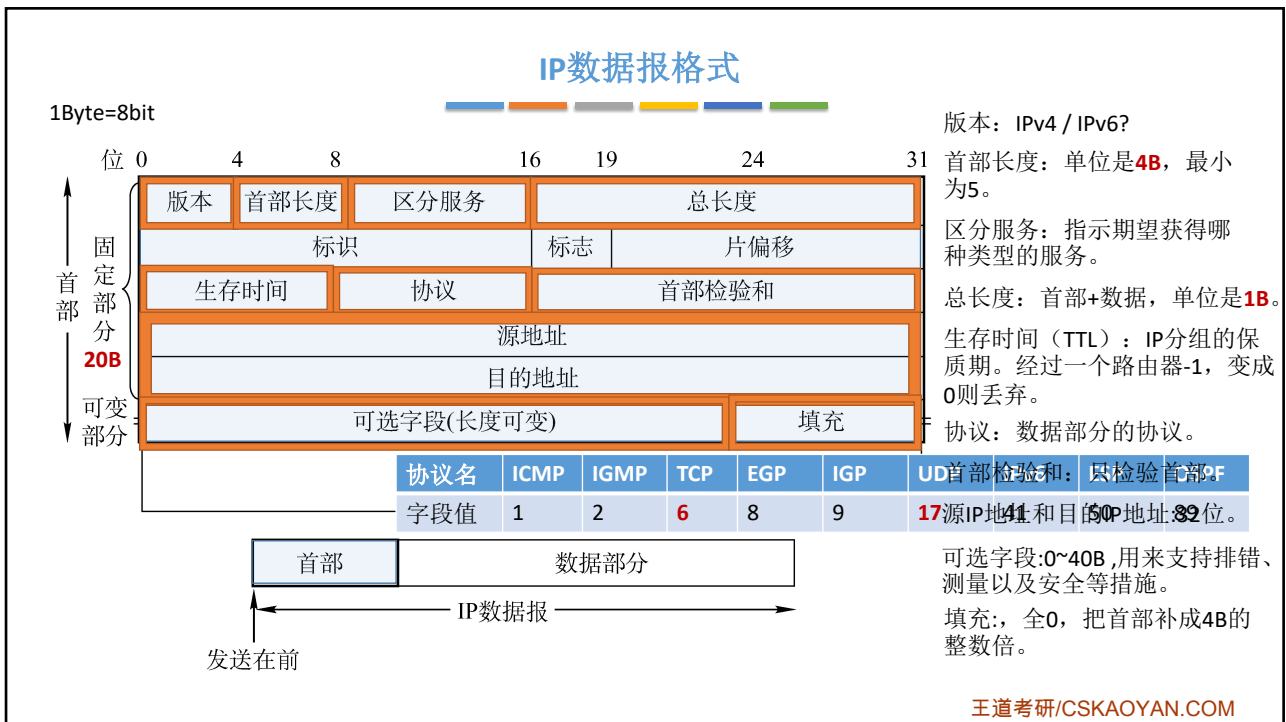 IP数据报格式
1Byte=8bit
位 0 4 8 16 19 24 31
版本 首部长度 区分服务 总长度
标识 标志 片偏移
生存时间 协议 首部检验和
源地址
目的地址
可选字段(长度可变) 填充
首部
固定部分
20B
可变部分
协议名 ICMP IGMP TCP EGP IGP UDP
字段值 1 2 6 8 9 17 41 50 89
首部 数据部分
IP数据报
发送在前
版本：IPv4 / IPv6?
首部长度：单位是4B，最小
为5。
区分服务：指示期望获得哪
种类型的服务。
总长度：首部+数据，单位是1B。
生存时间（TTL）：IP分组的保
质期。经过一个路由器-1，变成
0则丢弃。
协议：数据部分的协议。
首部检验和：只检验首部。
源IP地址和目的IP地址:32位。
可选字段:0~40B ,用来支持排错、
测量以及安全等措施。
填充:，全0，把首部补成4B的
整数倍。
王道考研/CSKAOYAN.COM